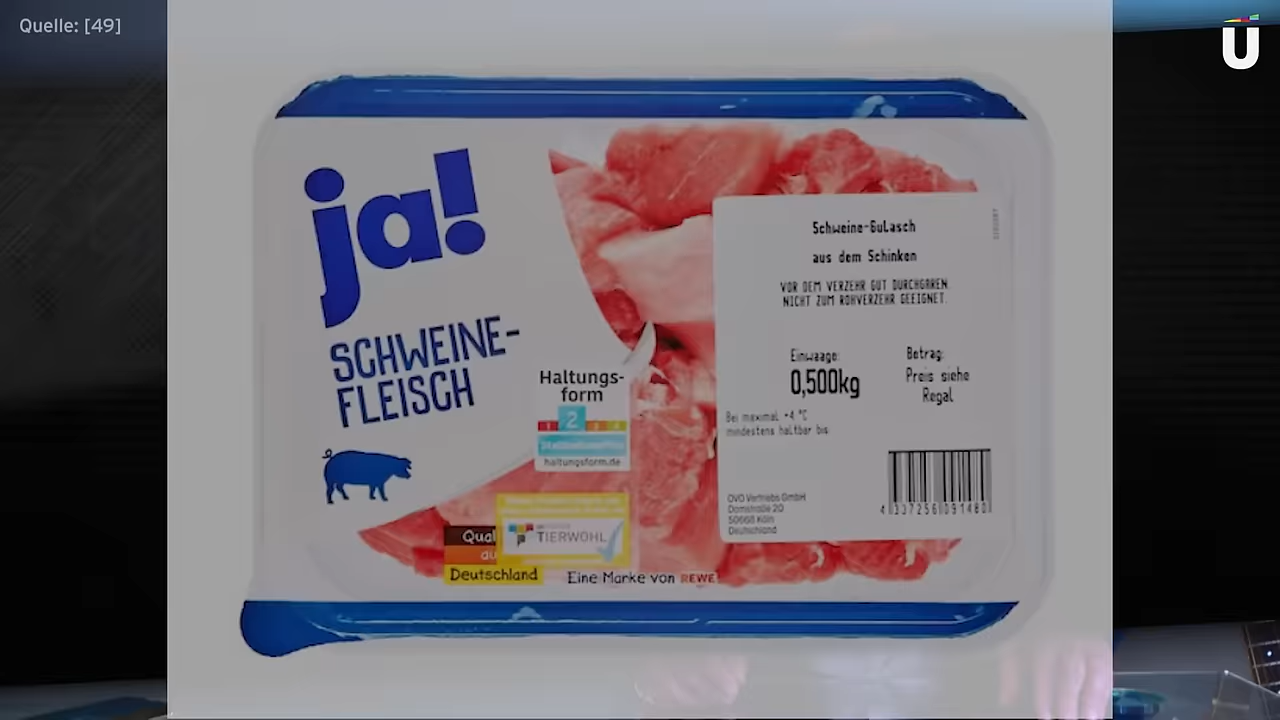 Quelle: [49]
U
ja!
SCHWEINE-
FLEISCH
Haltungs-
form
1 2 3 4
haltungsform.de
Initiative
TIERWOHL
Qual
au
Deutschland
Eine Marke von REWE
Schweine-Gulasch
aus dem Schinken
VOR DEM VERZEHR GUT DURCHGAREN.
NICHT ZUM ROHVERZEHR GEEIGNET.
Einwaage:
0,500kg
Betrag:
Preis siehe
Regal
Bei maximal +4 °C
mindestens haltbar bis:
DVO Vertriebs GmbH
Domstraße 20
50668 Köln
Deutschland
4 337256 091480